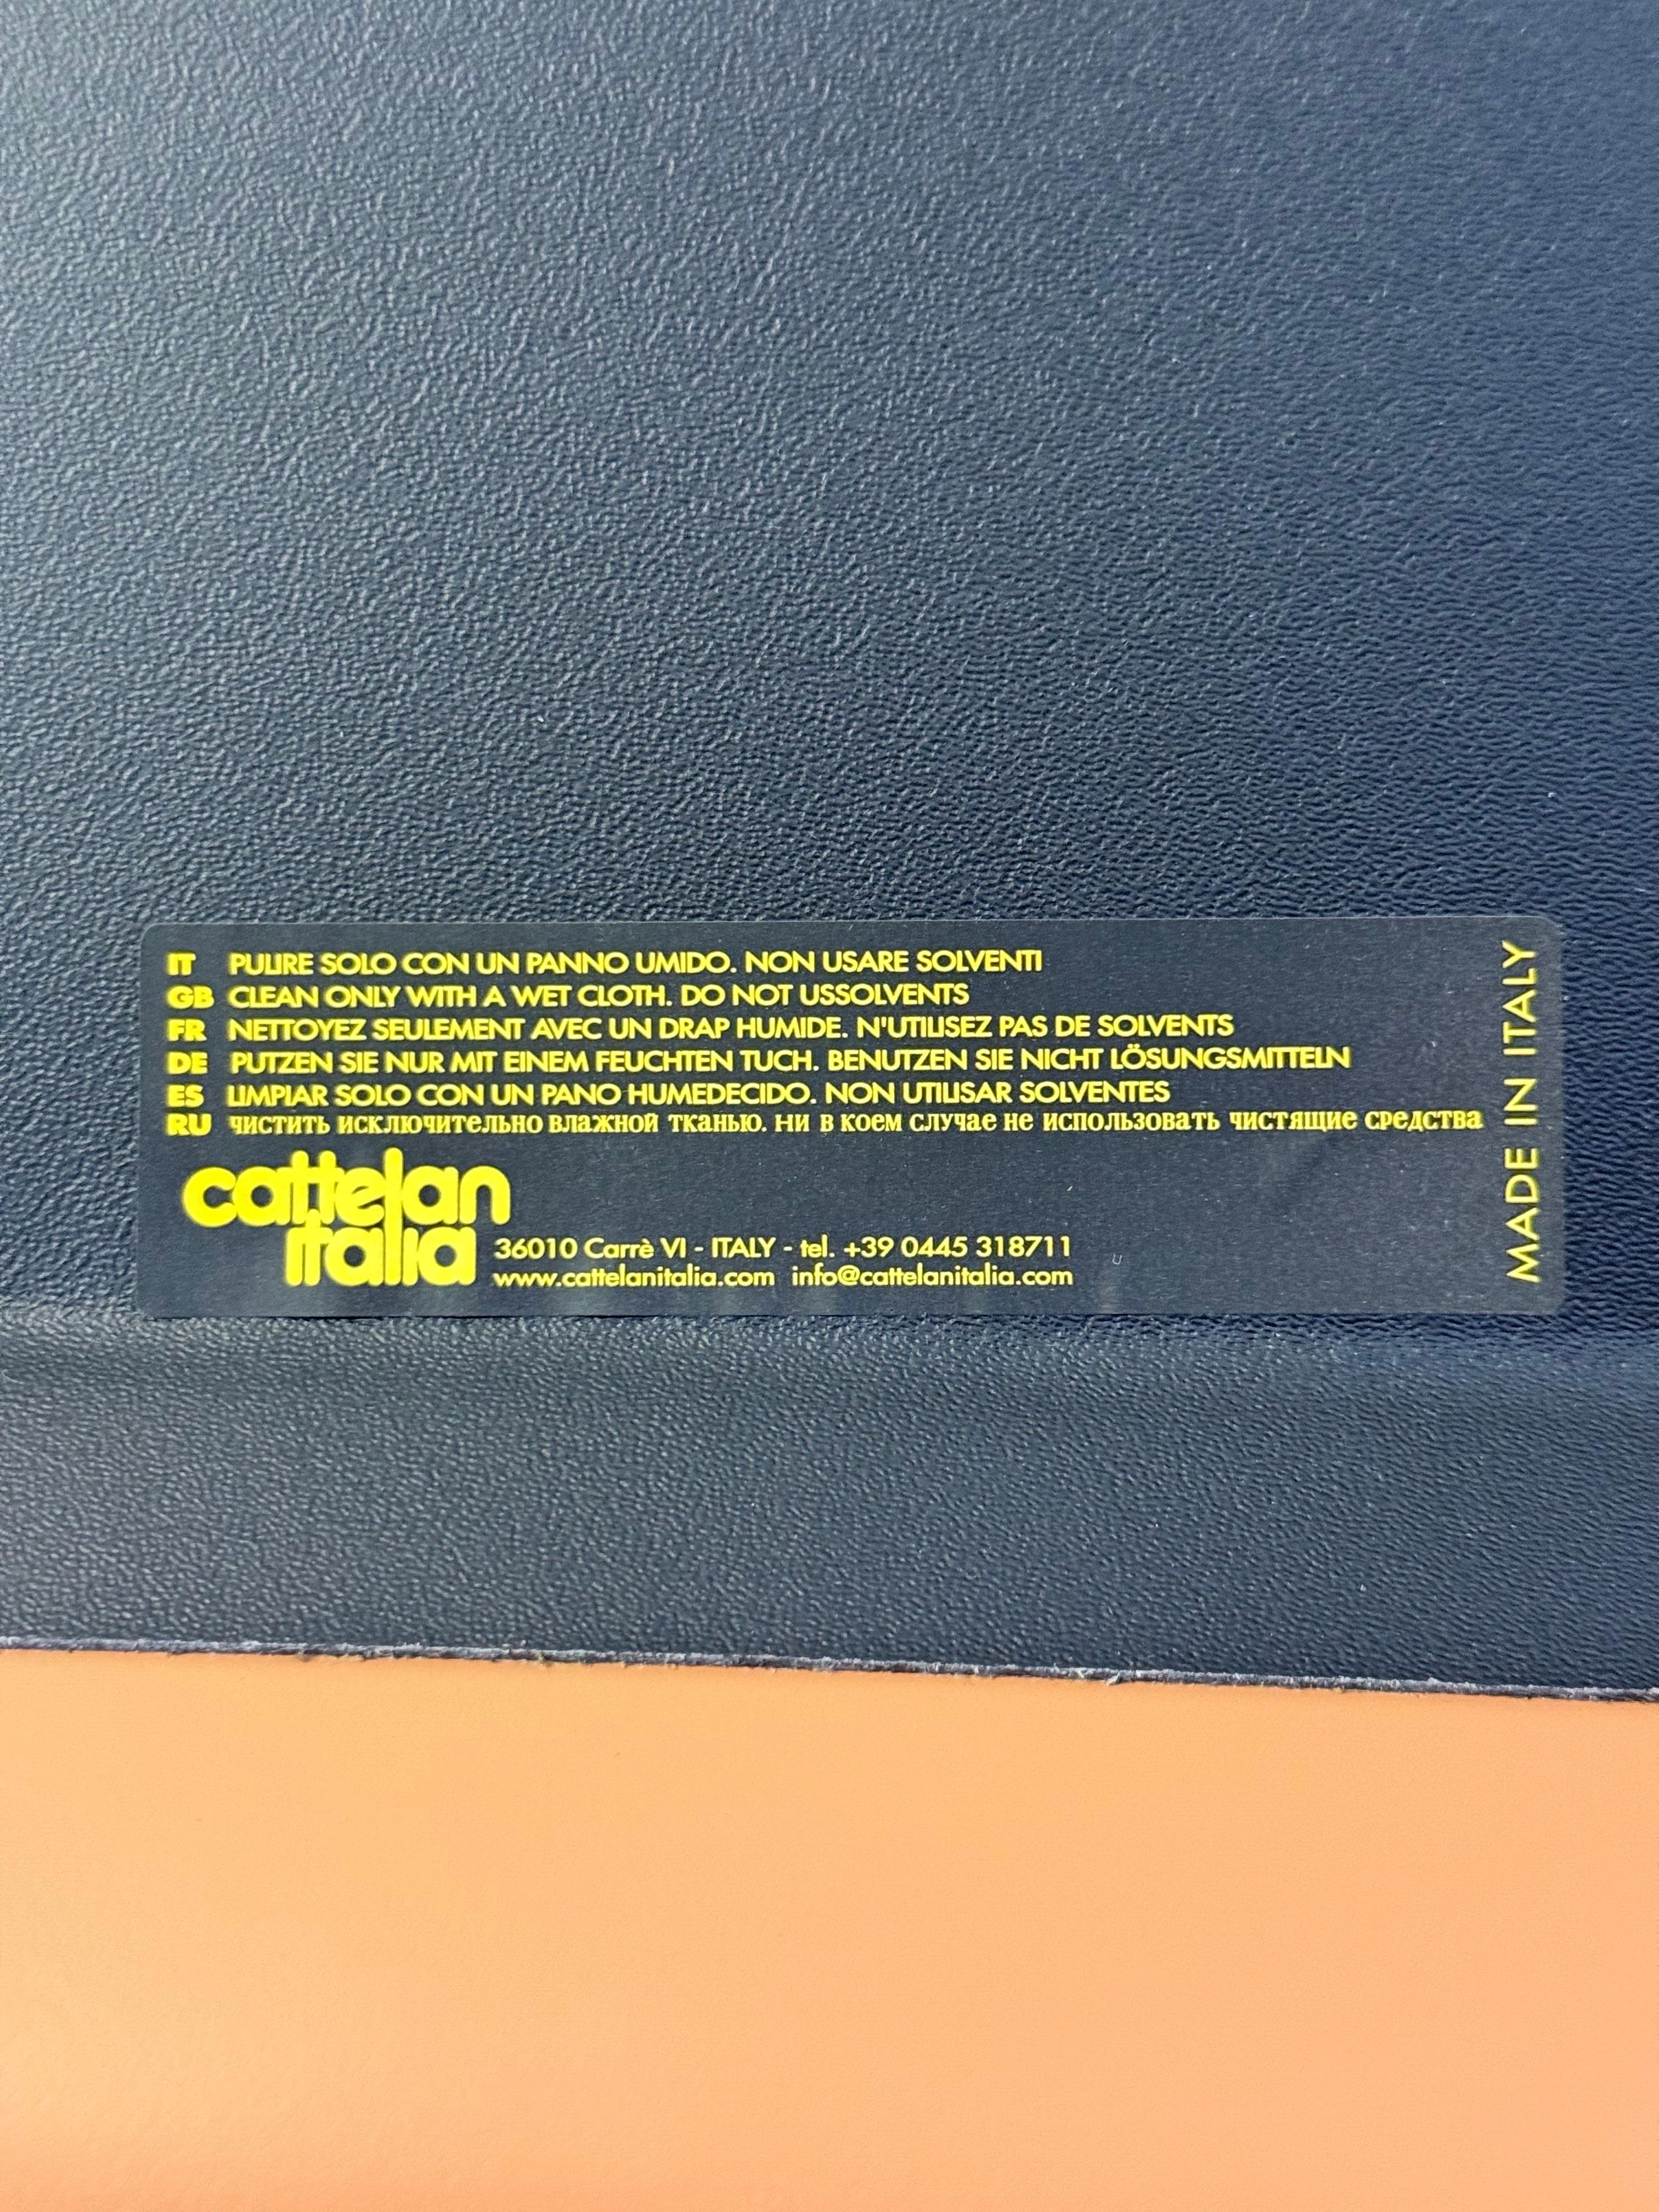 IT PULIRE SOLO CON UN PANNO UMIDO. NON USARE SOLVENTI
GB CLEAN ONLY WITH A WET CLOTH. DO NOT USSOLVENTS
FR NETTOYEZ SEULEMENT AVEC UN DRAP HUMIDE. N'UTILISEZ PAS DE SOLVENTS
DE PUTZEN SIE NUR MIT EINEM FEUCHTEN TUCH. BENUTZEN SIE NICHT LÖSUNGSMITTELN
ES LIMPIAR SOLO CON UN PANO HUMEDECIDO. NON UTILISAR SOLVENTES
RU чистить исключительно влажной тканью. ни в коем случае не использовать чистящие средства
cattelan
italia
36010 Carrè VI - ITALY - tel. +39 0445 318711
www.cattelanitalia.com info@cattelanitalia.com
MADE IN ITALY